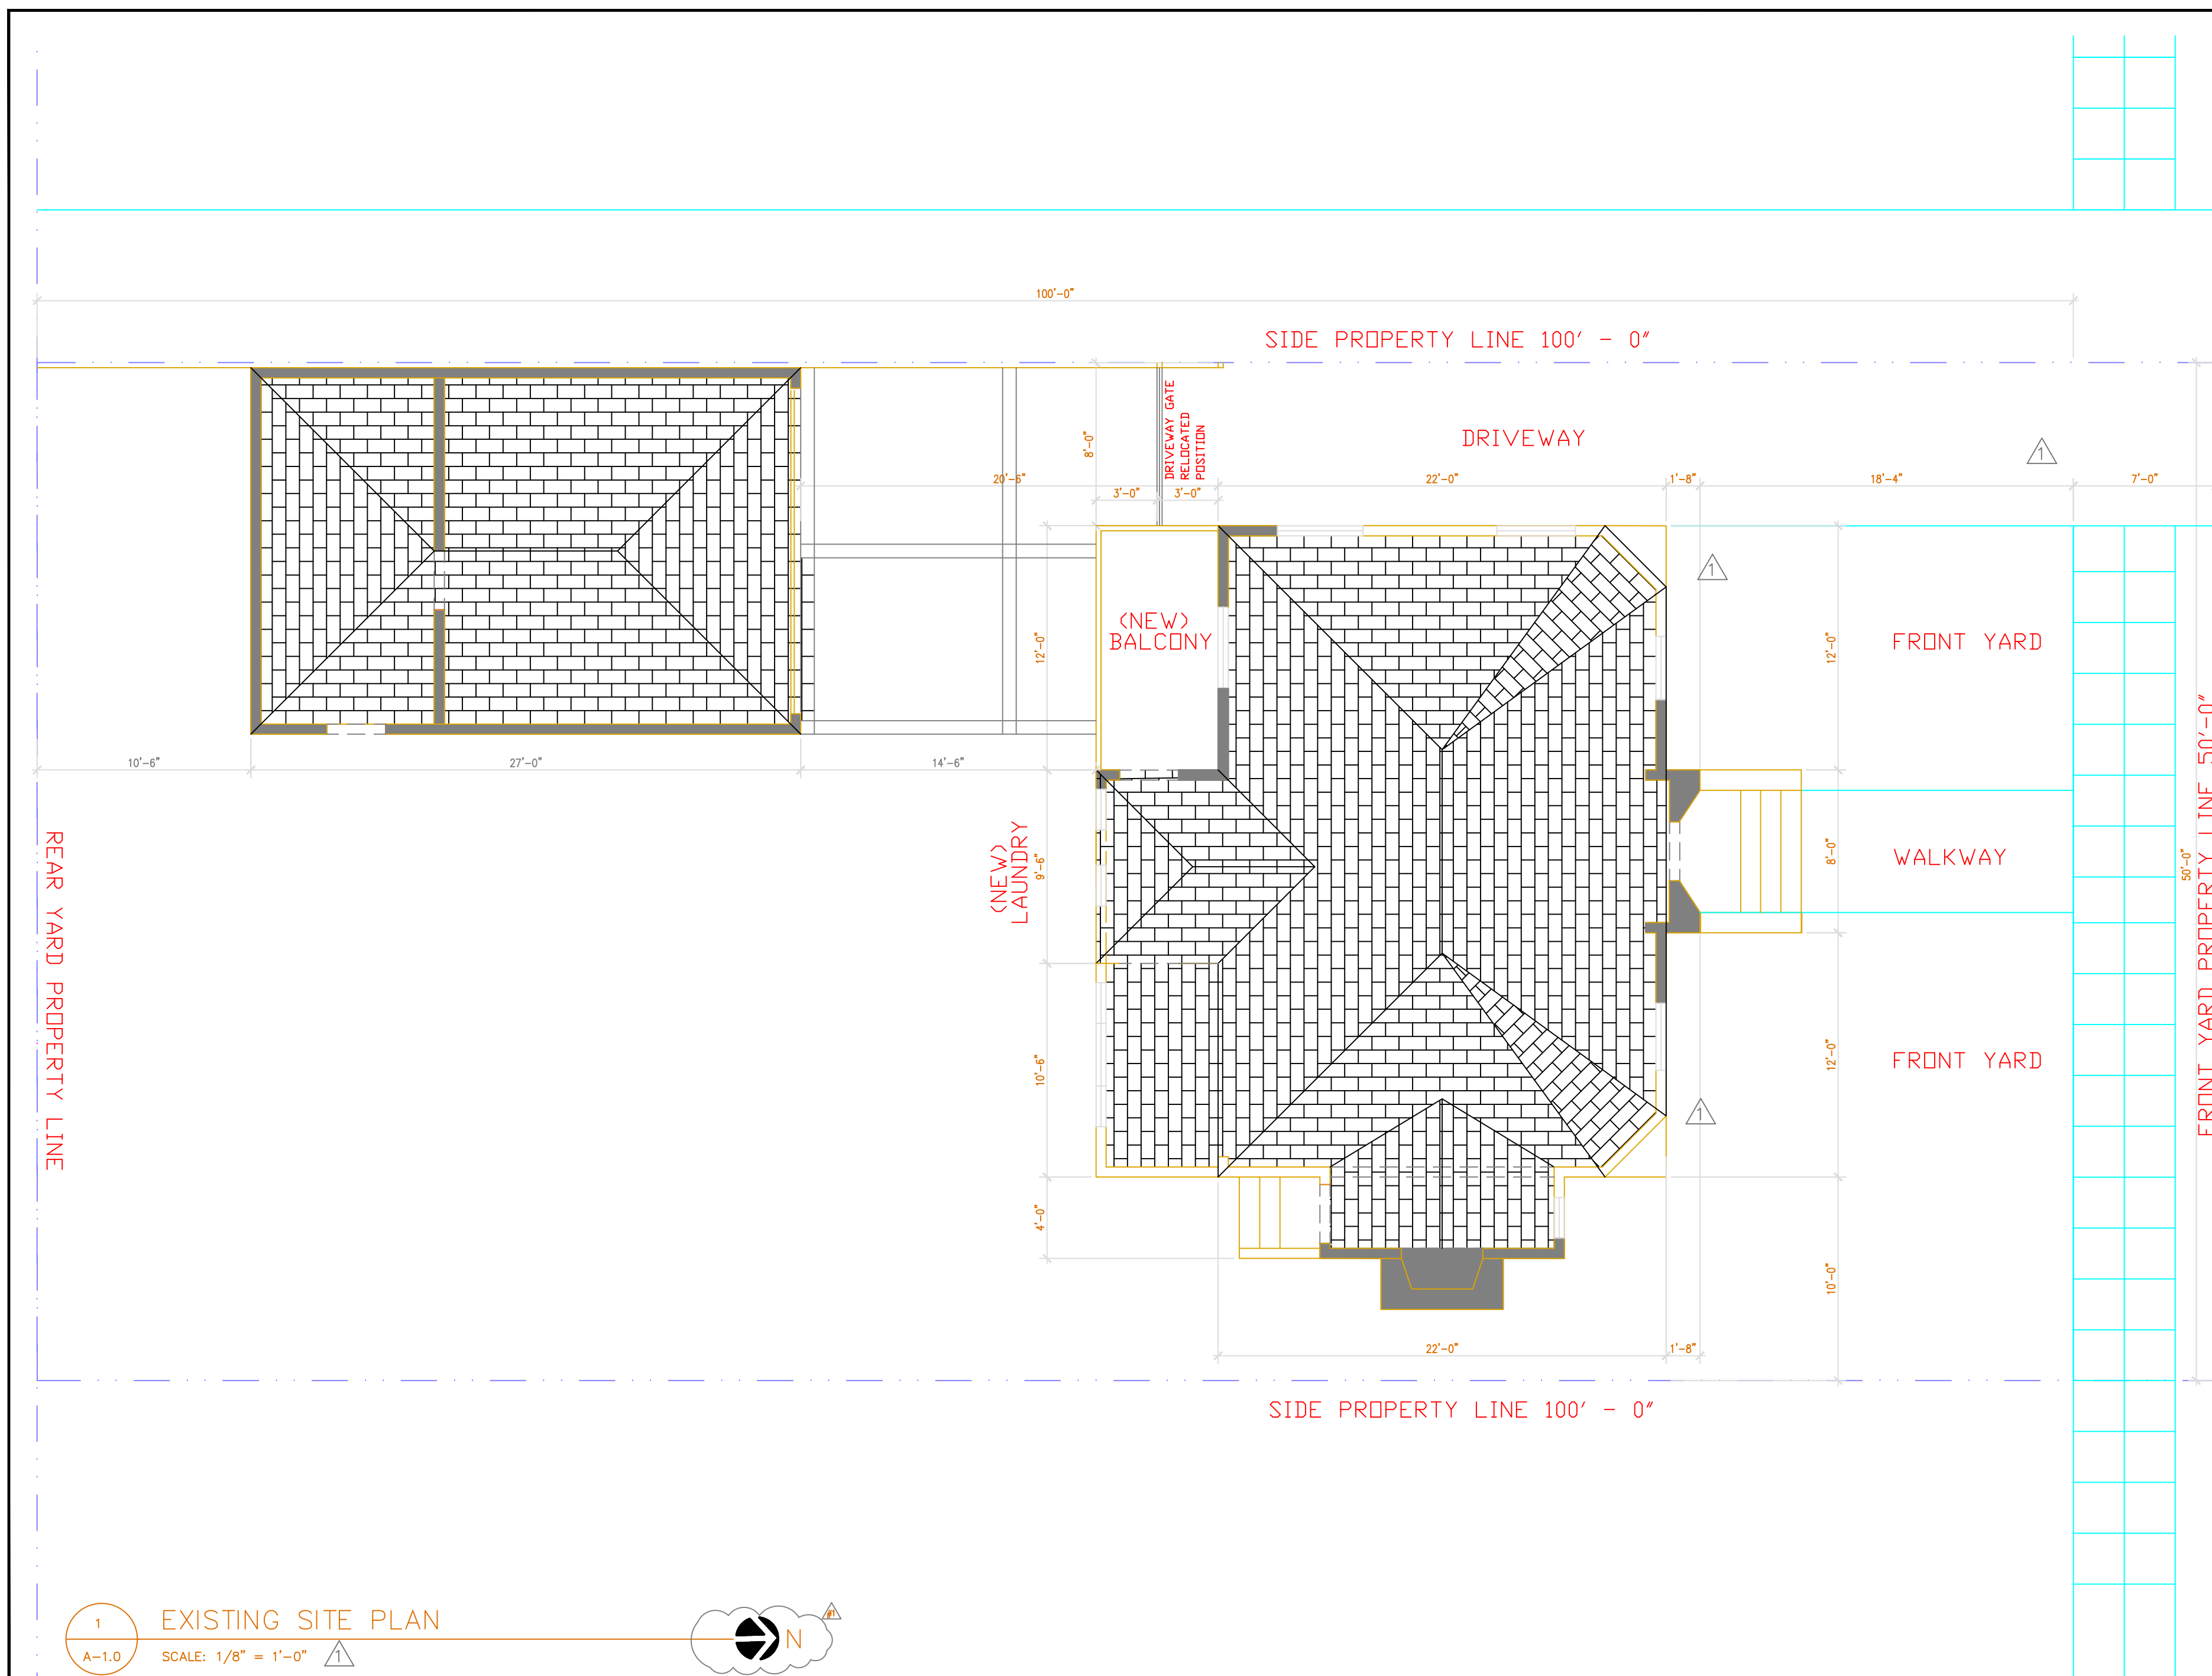 100'-0"
SIDE PROPERTY LINE 100' - 0"
DRIVEWAY GATE
RELOCATED
POSITION
DRIVEWAY
1
8'-0"
20'-6"
3'-0"
3'-0"
22'-0"
1'-8"
18'-4"
7'-0"
1
(NEW)
BALCONY
12'-0"
12'-0"
FRONT YARD
10'-6"
27'-0"
14'-6"
REAR YARD PROPERTY LINE
(NEW)
LAUNDRY
9'-6"
8'-0"
WALKWAY
50'-0"
FRONT YARD PROPERTY LINE 50'-0"
10'-6"
12'-0"
FRONT YARD
1
4'-0"
10'-0"
22'-0"
1'-8"
SIDE PROPERTY LINE 100' - 0"
1
A-1.0
EXISTING SITE PLAN
SCALE: 1/8" = 1'-0"
1
N